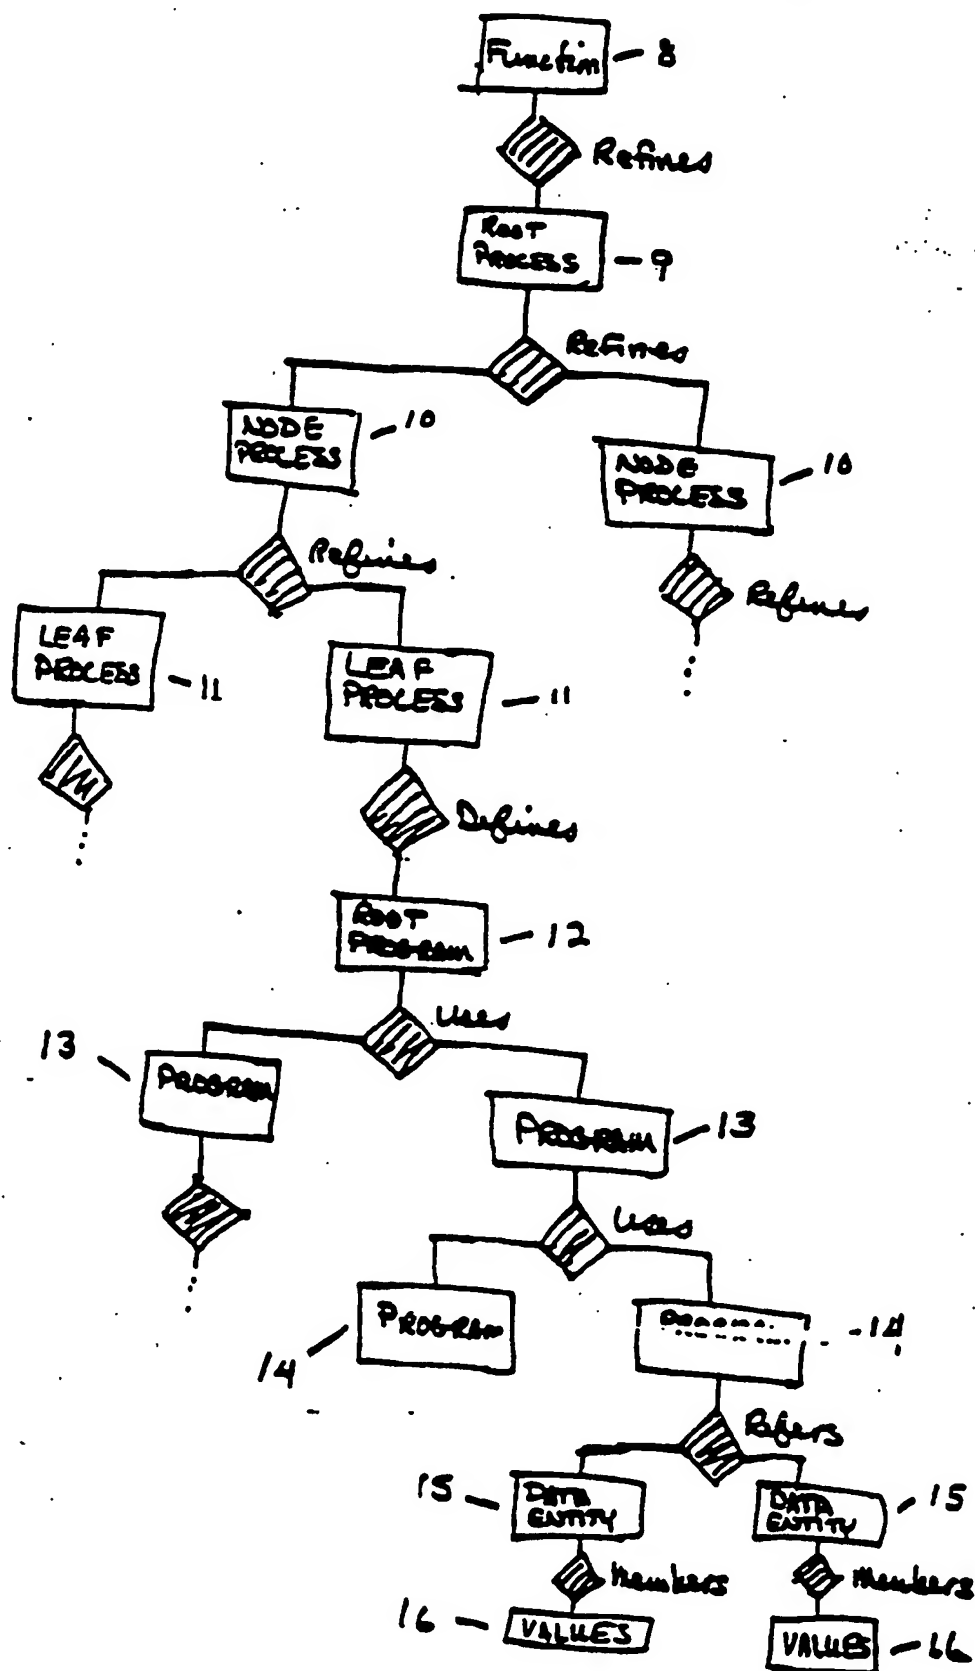 Function
8
Refines
ROOT
PROCESS
9
Refines
NODE
PROCESS
10
NODE
PROCESS
10
Refines
Refines
LEAF
PROCESS
11
LEAF
PROCESS
11
Defines
ROOT
PROGRAM
12
Uses
13
PROGRAM
PROGRAM
13
Uses
PROGRAM
14
14
Refers
15
DATA
ENTITY
DATA
ENTITY
15
Members
Members
16
VALUES
VALUES
16